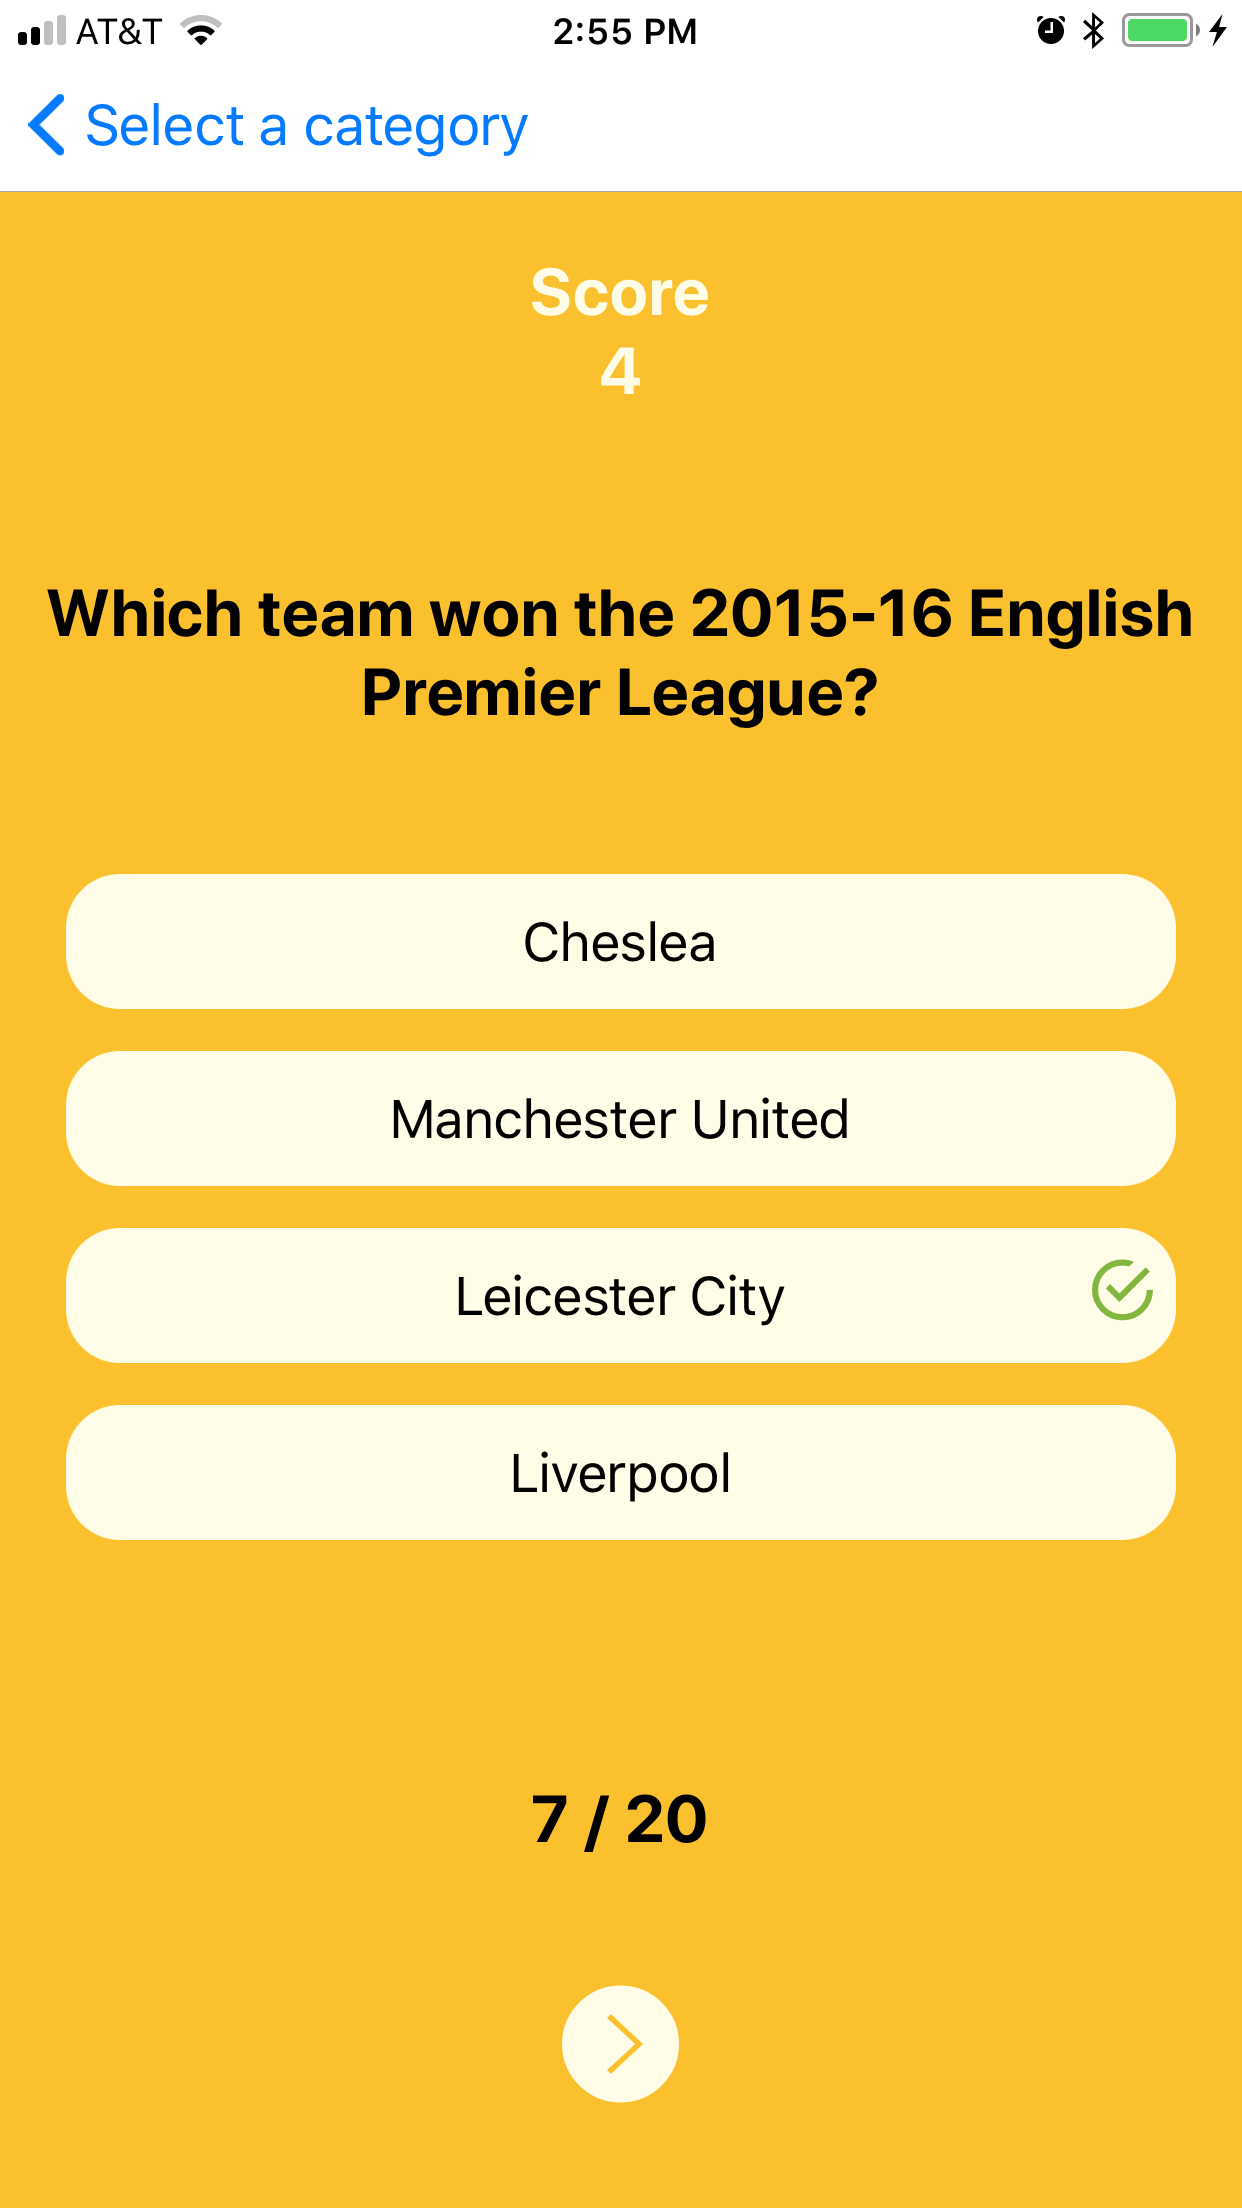 AT&T 2:55 PM
Select a category
Score
4
Which team won the 2015-16 English
Premier League?
Cheslea
Manchester United
Leicester City
Liverpool
7 / 20